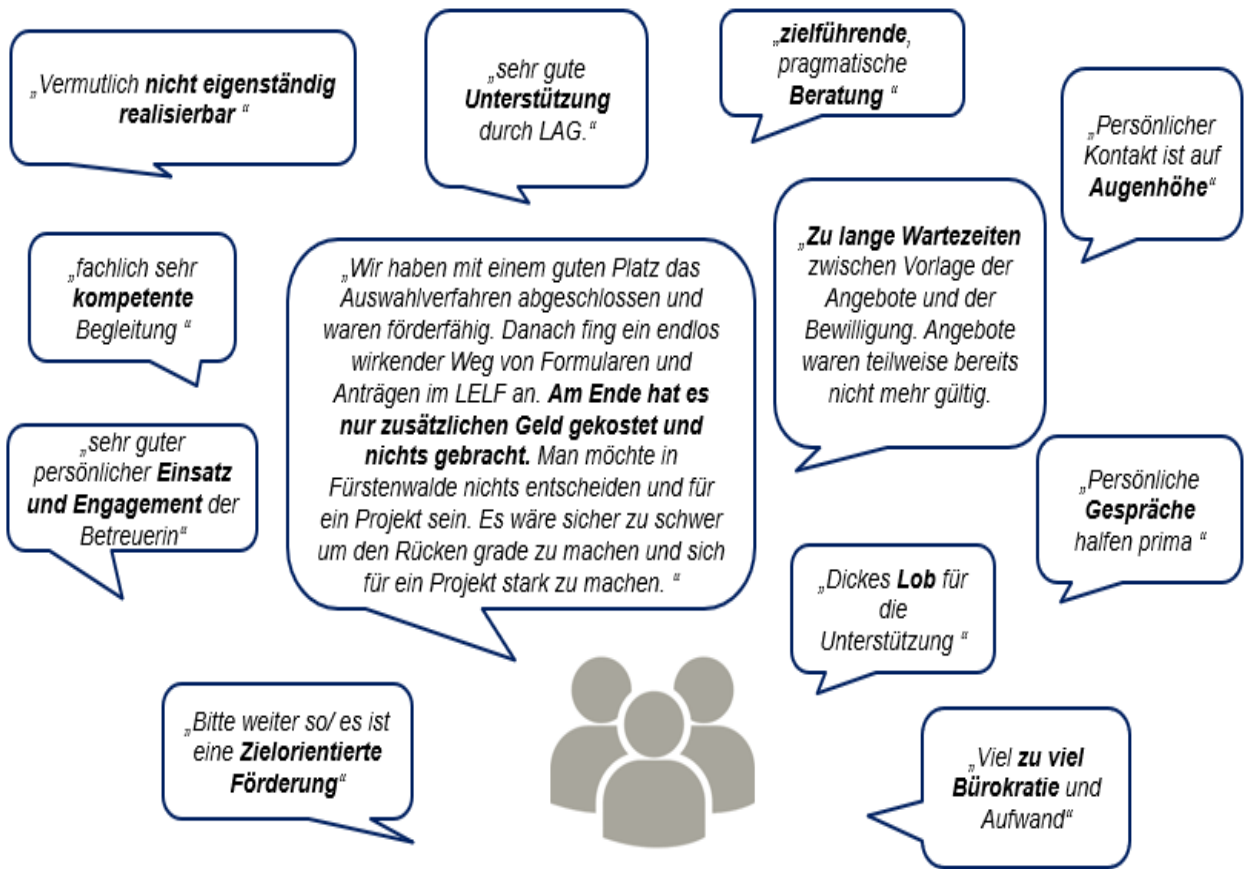 „Vermutlich nicht eigenständig
realisierbar “
„sehr gute
Unterstützung
durch LAG.“
„zielführende,
pragmatische
Beratung “
„Persönlicher
Kontakt ist auf
Augenhöhe“
„fachlich sehr
kompetente
Begleitung “
„Wir haben mit einem guten Platz das
Auswahlverfahren abgeschlossen und
waren förderfähig. Danach fing ein endlos
wirkender Weg von Formularen und
Anträgen im LELF an. Am Ende hat es
nur zusätzlichen Geld gekostet und
nichts gebracht. Man möchte in
Fürstenwalde nichts entscheiden und für
ein Projekt sein. Es wäre sicher zu schwer
um den Rücken grade zu machen und sich
für ein Projekt stark zu machen. “
„Zu lange Wartezeiten
zwischen Vorlage der
Angebote und der
Bewilligung. Angebote
waren teilweise bereits
nicht mehr gültig.
„sehr guter
persönlicher Einsatz
und Engagement der
Betreuerin“
„Persönliche
Gespräche
halfen prima “
„Dickes Lob für
die
Unterstützung “
„Bitte weiter so/ es ist
eine Zielorientierte
Förderung“
„Viel zu viel
Bürokratie und
Aufwand“